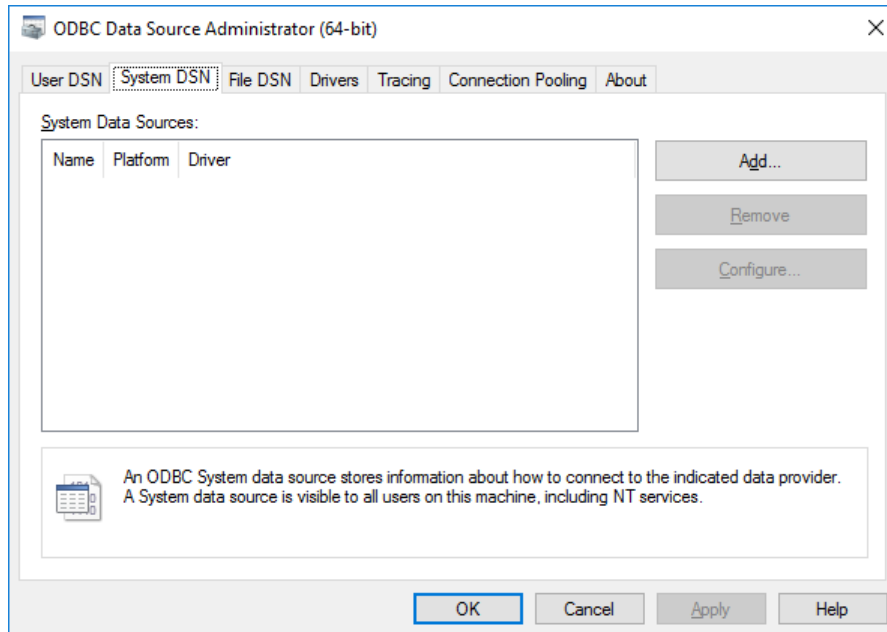 ODBC Data Source Administrator (64-bit)
User DSN System DSN File DSN Drivers Tracing Connection Pooling About
System Data Sources:
Name Platform Driver
Add...
Remove
Configure...
An ODBC System data source stores information about how to connect to the indicated data provider.
A System data source is visible to all users on this machine, including NT services.
OK Cancel Apply Help